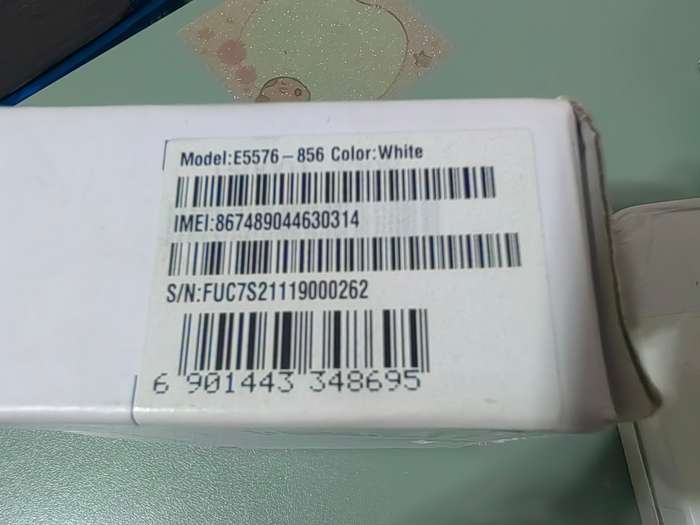 Model:E5576-856 Color:White
IMEI:867489044630314
S/N:FUC7S21119000262
6 901443 348695